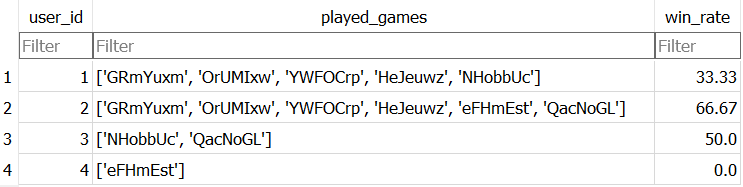 user_id played_games win_rate
Filter Filter Filter
1 1 ['GRmYuxm', 'OrUMIxw', 'YWFOCrp', 'HeJeuwz', 'NHobbUc'] 33.33
2 2 ['GRmYuxm', 'OrUMIxw', 'YWFOCrp', 'HeJeuwz', 'eFHmEst', 'QacNoGL'] 66.67
3 3 ['NHobbUc', 'QacNoGL'] 50.0
4 4 ['eFHmEst'] 0.0